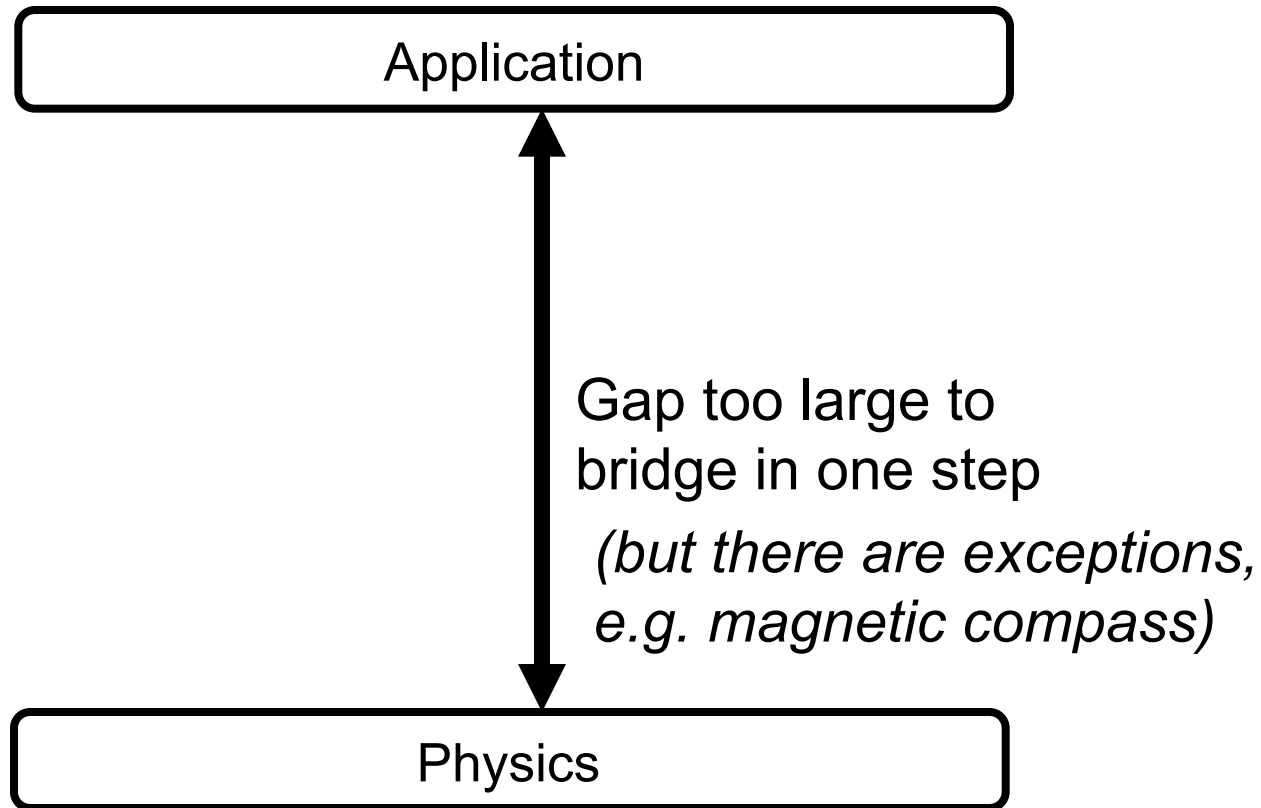 Application
Gap too large to
bridge in one step
(but there are exceptions,
e.g. magnetic compass)
Physics